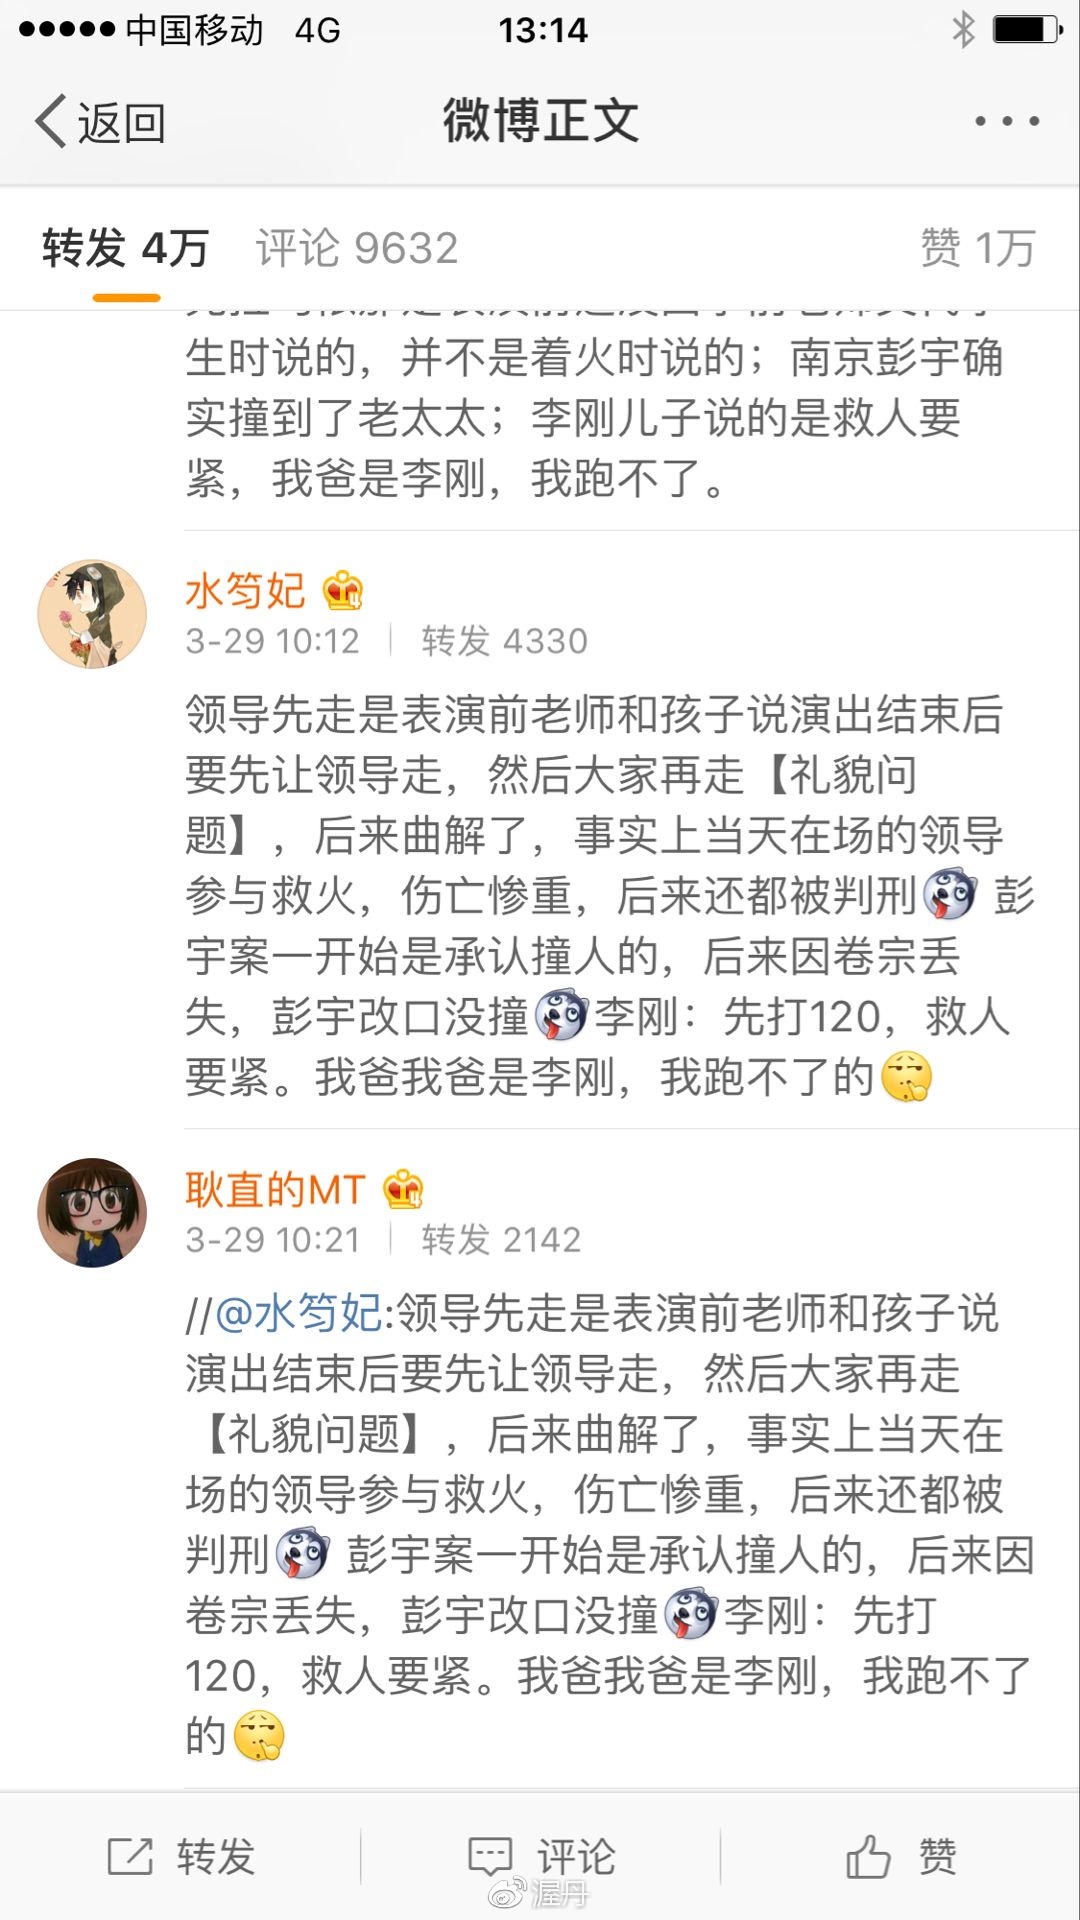 中国移动 4G 13:14
返回 微博正文
转发 4万 评论 9632 赞 1万
生时说的，并不是着火时说的；南京彭宇确
实撞到了老太太；李刚儿子说的是救人要
紧，我爸是李刚，我跑不了。
水笉妃
3-29 10:12 转发 4330
领导先走是表演前老师和孩子说演出结束后
要先让领导走，然后大家再走【礼貌问
题】，后来曲解了，事实上当天在场的领导
参与救火，伤亡惨重，后来还都被判刑 彭
宇案一开始是承认撞人的，后来因卷宗丢
失，彭宇改口没撞 李刚：先打120，救人
要紧。我爸我爸是李刚，我跑不了的
耿直的MT
3-29 10:21 转发 2142
//@水笉妃:领导先走是表演前老师和孩子说
演出结束后要先让领导走，然后大家再走
【礼貌问题】，后来曲解了，事实上当天在
场的领导参与救火，伤亡惨重，后来还都被
判刑 彭宇案一开始是承认撞人的，后来因
卷宗丢失，彭宇改口没撞 李刚：先打
120，救人要紧。我爸我爸是李刚，我跑不了
的
转发 评论 赞
渥丹